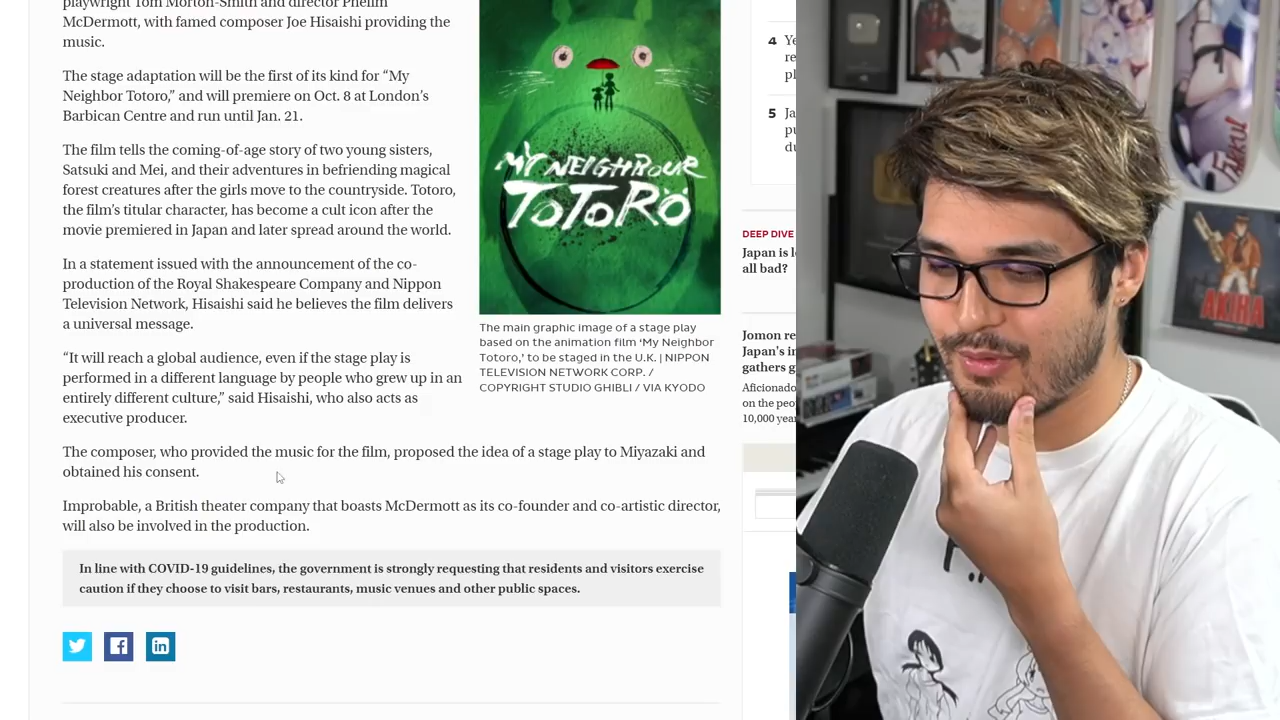 playwright Tom Morton-Smith and director Phelim
McDermott, with famed composer Joe Hisaishi providing the
music.
The stage adaptation will be the first of its kind for “My
Neighbor Totoro,” and will premiere on Oct. 8 at London’s
Barbican Centre and run until Jan. 21.
The film tells the coming-of-age story of two young sisters,
Satsuki and Mei, and their adventures in befriending magical
forest creatures after the girls move to the countryside. Totoro,
the film’s titular character, has become a cult icon after the
movie premiered in Japan and later spread around the world.
In a statement issued with the announcement of the co-
production of the Royal Shakespeare Company and Nippon
Television Network, Hisaishi said he believes the film delivers
a universal message.
“It will reach a global audience, even if the stage play is
performed in a different language by people who grew up in an
entirely different culture,” said Hisaishi, who also acts as
executive producer.
The composer, who provided the music for the film, proposed the idea of a stage play to Miyazaki and
obtained his consent.
Improbable, a British theater company that boasts McDermott as its co-founder and co-artistic director,
will also be involved in the production.
In line with COVID-19 guidelines, the government is strongly requesting that residents and visitors exercise
caution if they choose to visit bars, restaurants, music venues and other public spaces.
MY NEIGHBOUR
TOTORO
The main graphic image of a stage play
based on the animation film ‘My Neighbor
Totoro,’ to be staged in the U.K. | NIPPON
TELEVISION NETWORK CORP. /
COPYRIGHT STUDIO GHIBLI / VIA KYODO
4
5
DEEP DIVE
Japan is
all bad?
Jomon
Japan's
gathers
Aficionado
on the
10,000
AKIRA